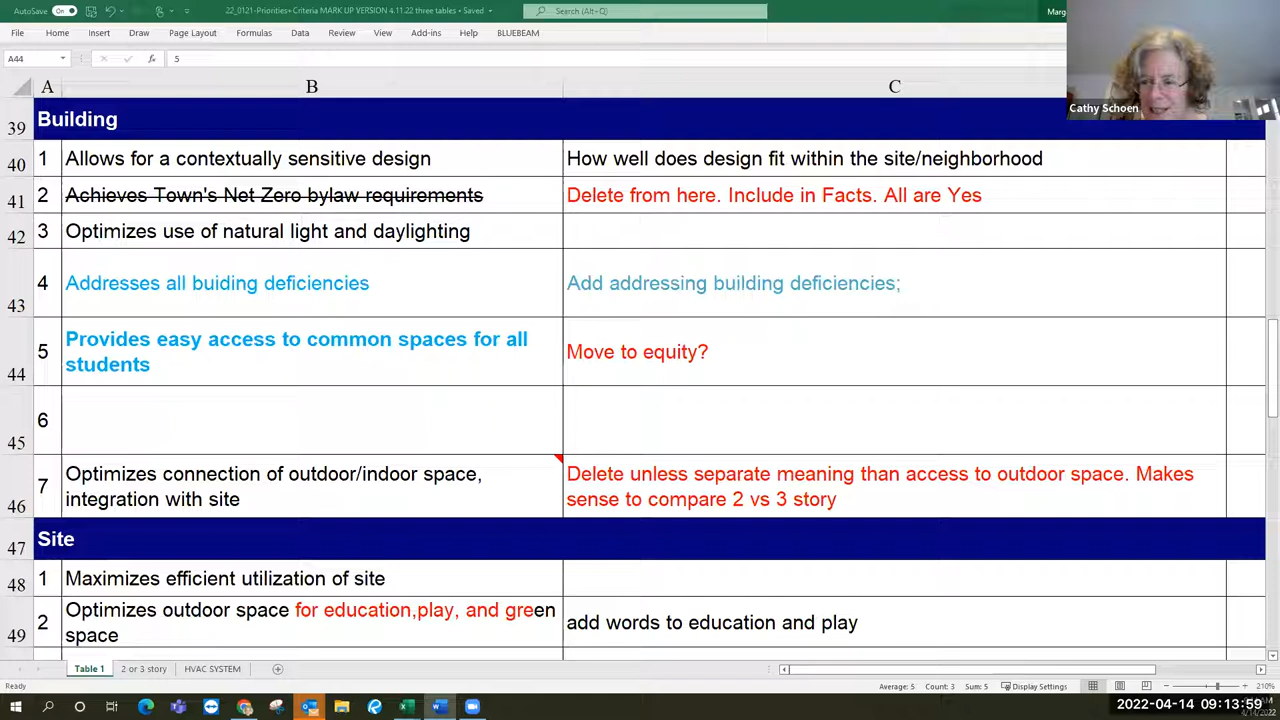 AutoSave On 22_0121-Priorities+Criteria MARK UP VERSION 4.11.22 three tables • Saved Search (Alt+Q) Marg
File Home Insert Draw Page Layout Formulas Data Review View Add-ins Help BLUEBEAM
A44 fx 5
A B C
Cathy Schoen
39 Building
40 1 Allows for a contextually sensitive design How well does design fit within the site/neighborhood
41 2 Achieves Town's Net Zero bylaw requirements Delete from here. Include in Facts. All are Yes
42 3 Optimizes use of natural light and daylighting
43 4 Addresses all buiding deficiencies Add addressing building deficiencies;
44 5 Provides easy access to common spaces for all
students Move to equity?
45 6
46 7 Optimizes connection of outdoor/indoor space,
integration with site Delete unless separate meaning than access to outdoor space. Makes
sense to compare 2 vs 3 story
47 Site
48 1 Maximizes efficient utilization of site
49 2 Optimizes outdoor space for education,play, and green
space add words to education and play
Table 1 2 or 3 story HVAC SYSTEM
Ready Average: 5 Count: 3 Sum: 5 Display Settings 210%
2022-04-14 09:13:59
4/14/2022